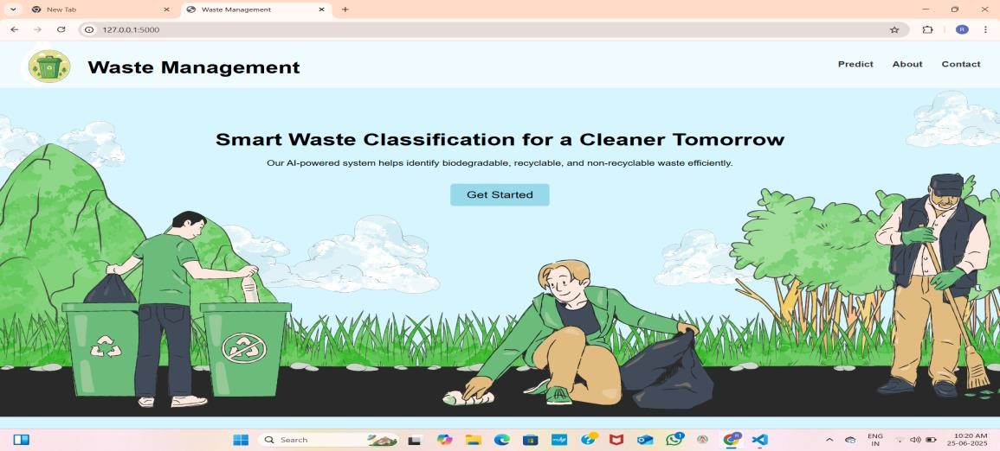 New Tab
Waste Management
127.0.0.1:5000
R
Waste Management
Predict About Contact
Smart Waste Classification for a Cleaner Tomorrow
Our AI-powered system helps identify biodegradable, recyclable, and non-recyclable waste efficiently.
Get Started
Search
1
ENG
IN
10:20 AM
25-06-2025